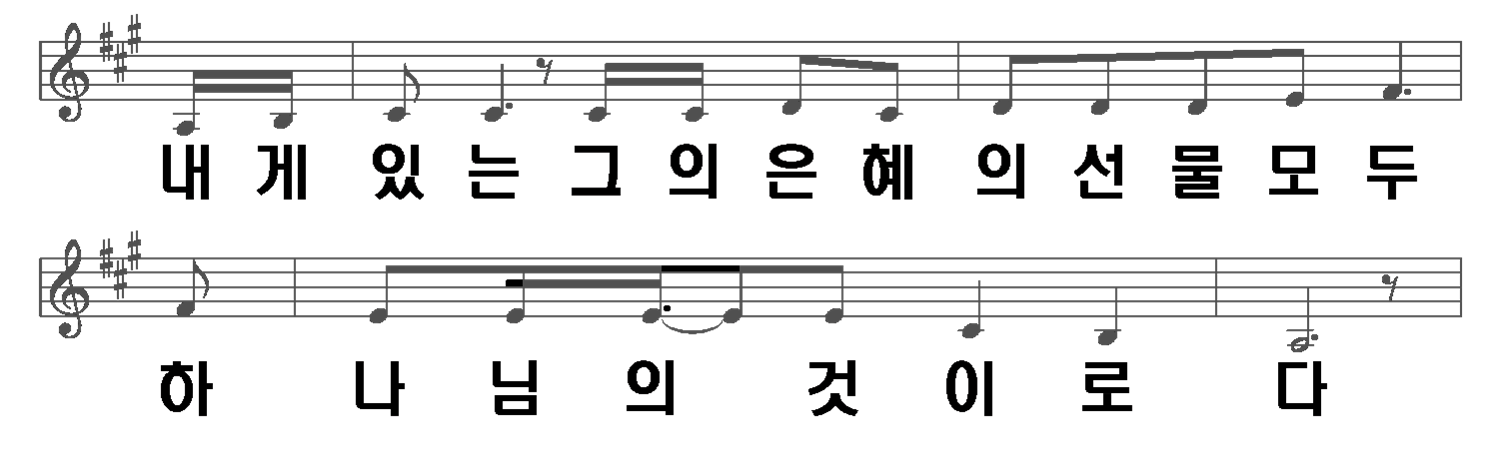 내 게 있 는 그 의 은 혜 의 선 물 모 두
하 나 님 의 것 이 로 다